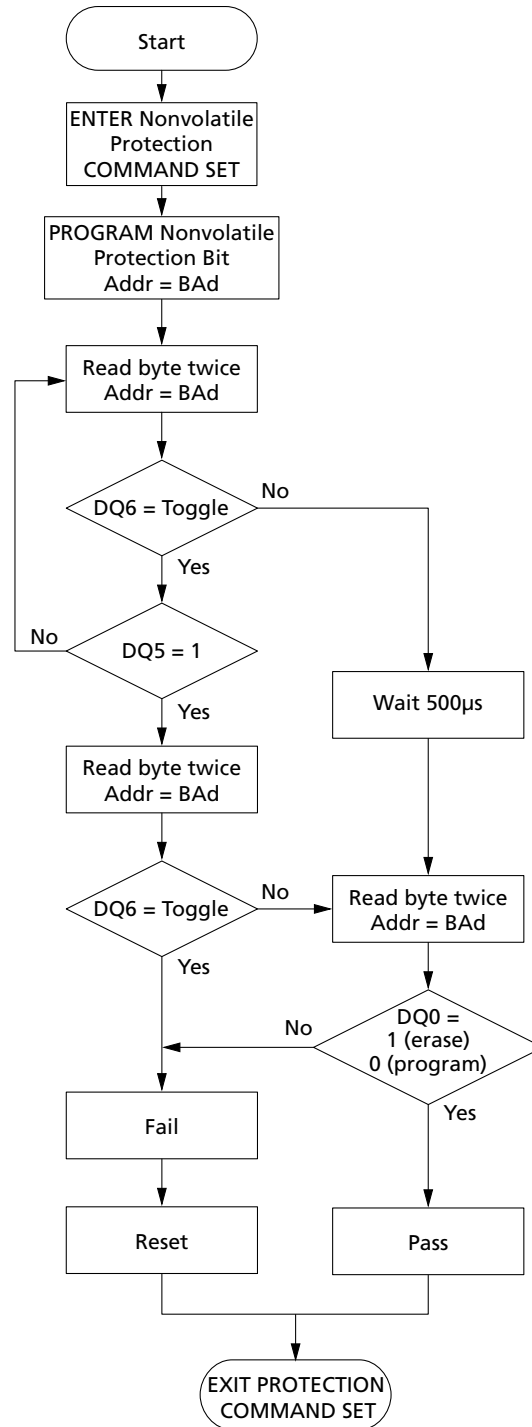 Start
ENTER Nonvolatile
Protection
COMMAND SET
PROGRAM Nonvolatile
Protection Bit
Addr = BAd
Read byte twice
Addr = BAd
DQ6 = Toggle
No
Yes
DQ5 = 1
No
Yes
Wait 500µs
Read byte twice
Addr = BAd
DQ6 = Toggle
No
Yes
Read byte twice
Addr = BAd
DQ0 =
1 (erase)
0 (program)
No
Yes
Fail
Reset
Pass
EXIT PROTECTION
COMMAND SET